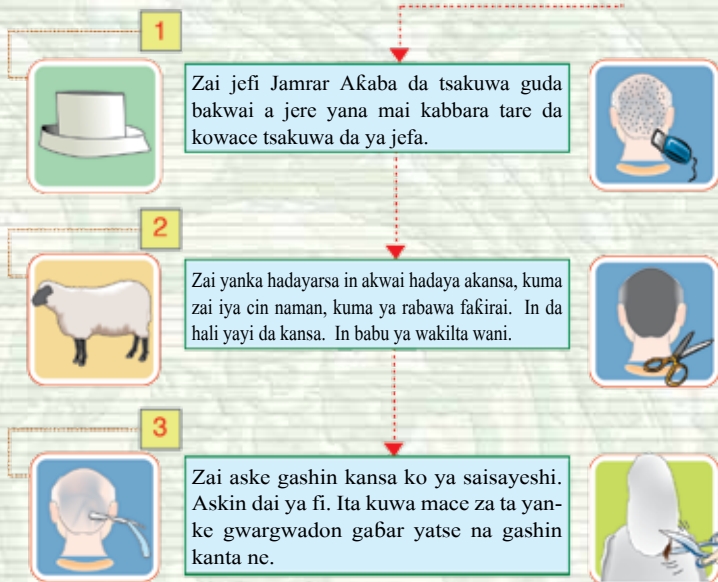 1
Zai jefi Jamrar Aƙaba da tsakuwa guda
bakwai a jere yana mai kabbara tare da
kowace tsakuwa da ya jefa.
2
Zai yanka hadayarsa in akwai hadaya akansa, kuma
zai iya cin naman, kuma ya rabawa faƙirai. In da
hali yayi da kansa. In babu ya wakilta wani.
3
Zai aske gashin kansa ko ya saisayeshi.
Askin dai ya fi. Ita kuwa mace za ta yan-
ke gwargwadon gaɓar yatse na gashin
kanta ne.